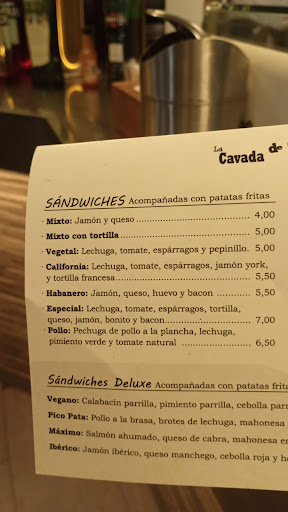 La
Cavada de
SÁNDWICHES Acompañadas con patatas fritas
· Mixto: Jamón y queso ........ 4,00
· Mixto con tortilla ........ 5,00
· Vegetal: Lechuga, tomate, espárragos y pepinillo. 5,00
· California: Lechuga, tomate, espárragos, jamón york,
y tortilla francesa........ 5,50
· Habanero: Jamón, queso, huevo y bacon ........ 5,50
· Especial: Lechuga, tomate, espárragos, tortilla,
queso, jamón, bonito y bacon........ 7,00
· Pollo: Pechuga de pollo a la plancha, lechuga,
pimiento verde y tomate natural ........ 6,50
Sándwiches Deluxe Acompañadas con patatas
Vegano: Calabacin parrilla, pimiento parrilla, cebolla
Pico Pata: Pollo a la brasa, brotes de lechuga, mahonesa
Máximo: Salmón ahumado, queso de cabra, mahonesa
Ibérico: Jamón ibérico, queso manchego, cebolla roja y